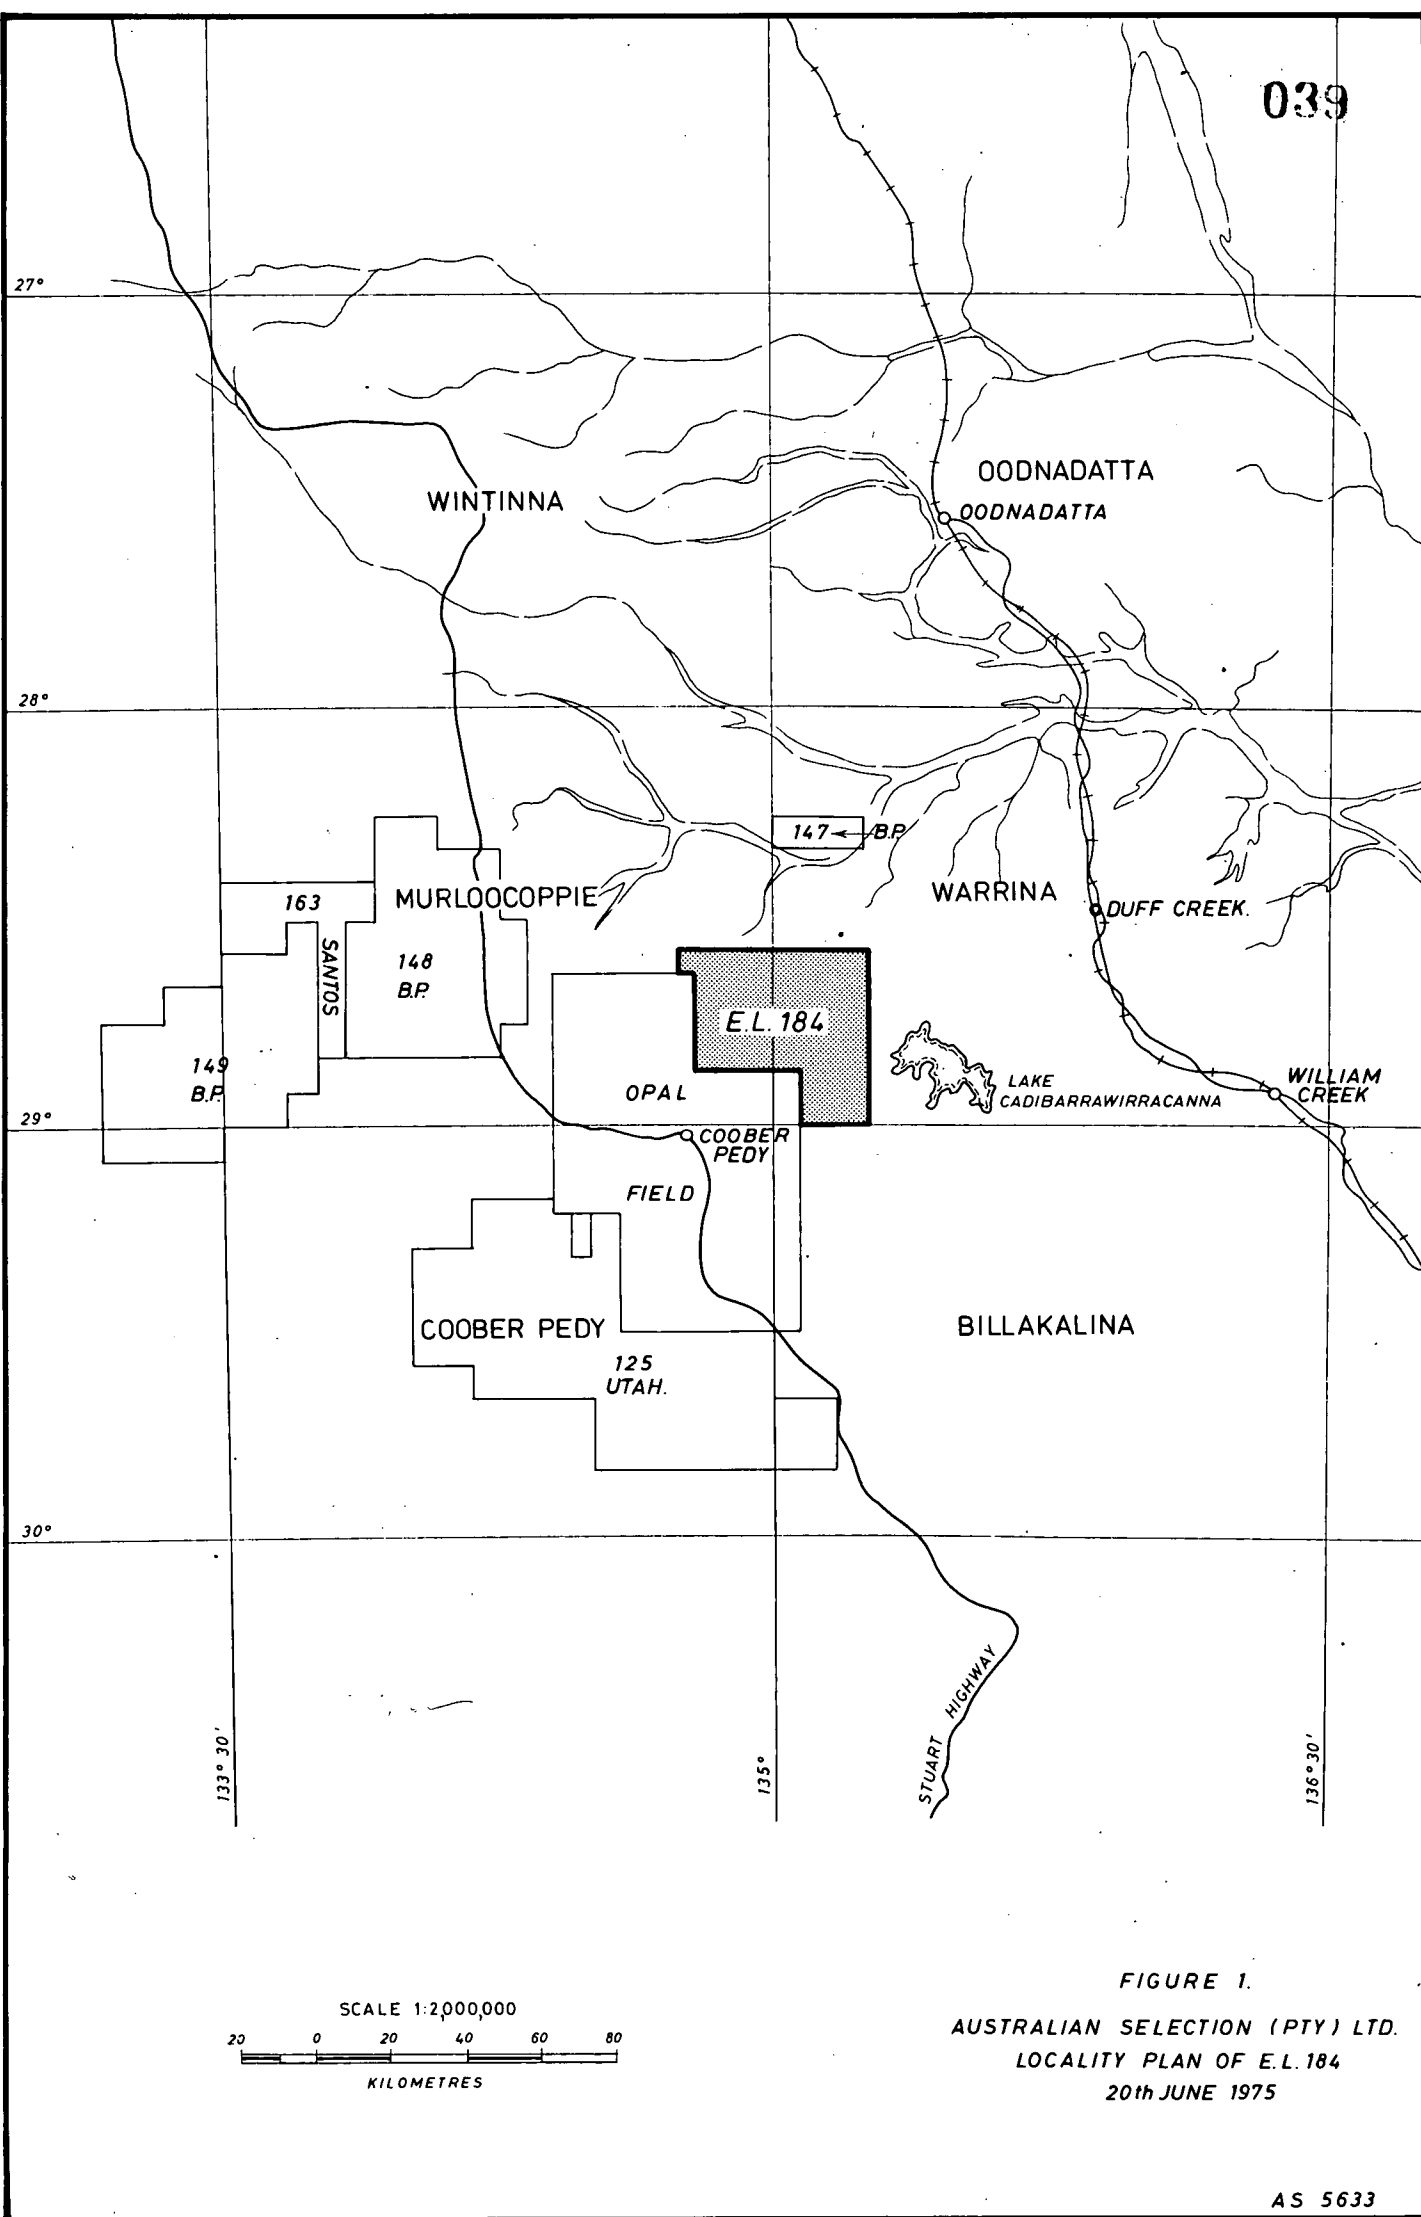 039
27°
OODNADATTA
WINTINNA
OODNADATTA
28°
147 B.P.
MURLOOCOPPIE
WARRINA
163
DUFF CREEK.
SANTOS
148
B.P.
E.L. 184
149
B.P.
OPAL
LAKE
CADIBARRAWIRRACANNA
WILLIAM
CREEK
29°
COOBER
PEDY
FIELD
COOBER PEDY
BILLAKALINA
125
UTAH.
30°
STUART HIGHWAY
133° 30'
135°
136° 30'
SCALE 1:2,000,000
20 0 20 40 60 80
KILOMETRES
FIGURE 1.
AUSTRALIAN SELECTION (PTY) LTD.
LOCALITY PLAN OF E.L. 184
20th JUNE 1975
AS 5633